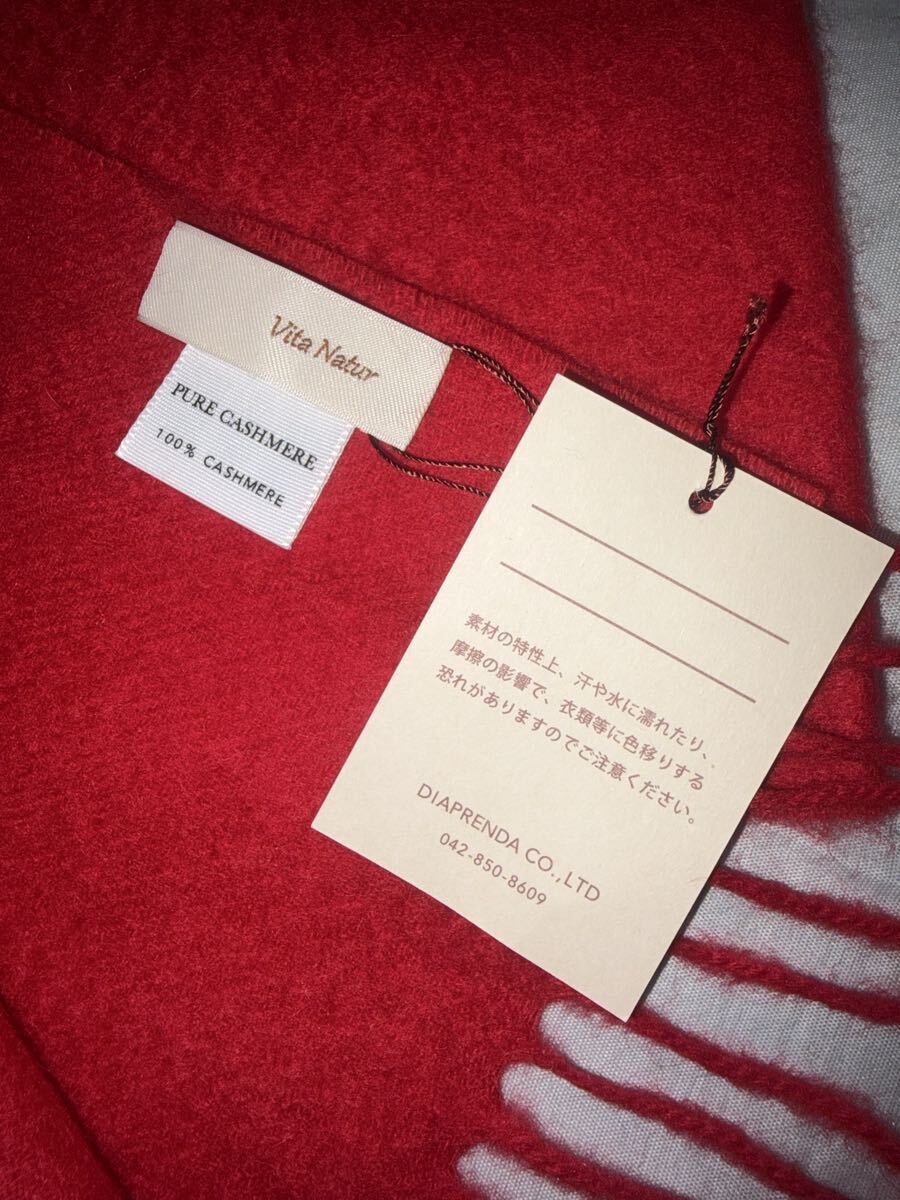 Vita Natur
PURE CASHMERE
100% CASHMERE
素材の特性上、汗や水に濡れたり、
摩擦の影響で、衣類等に色移りする
恐れがありますのでご注意ください。
DIAPRENDA CO.,LTD
042-850-8609